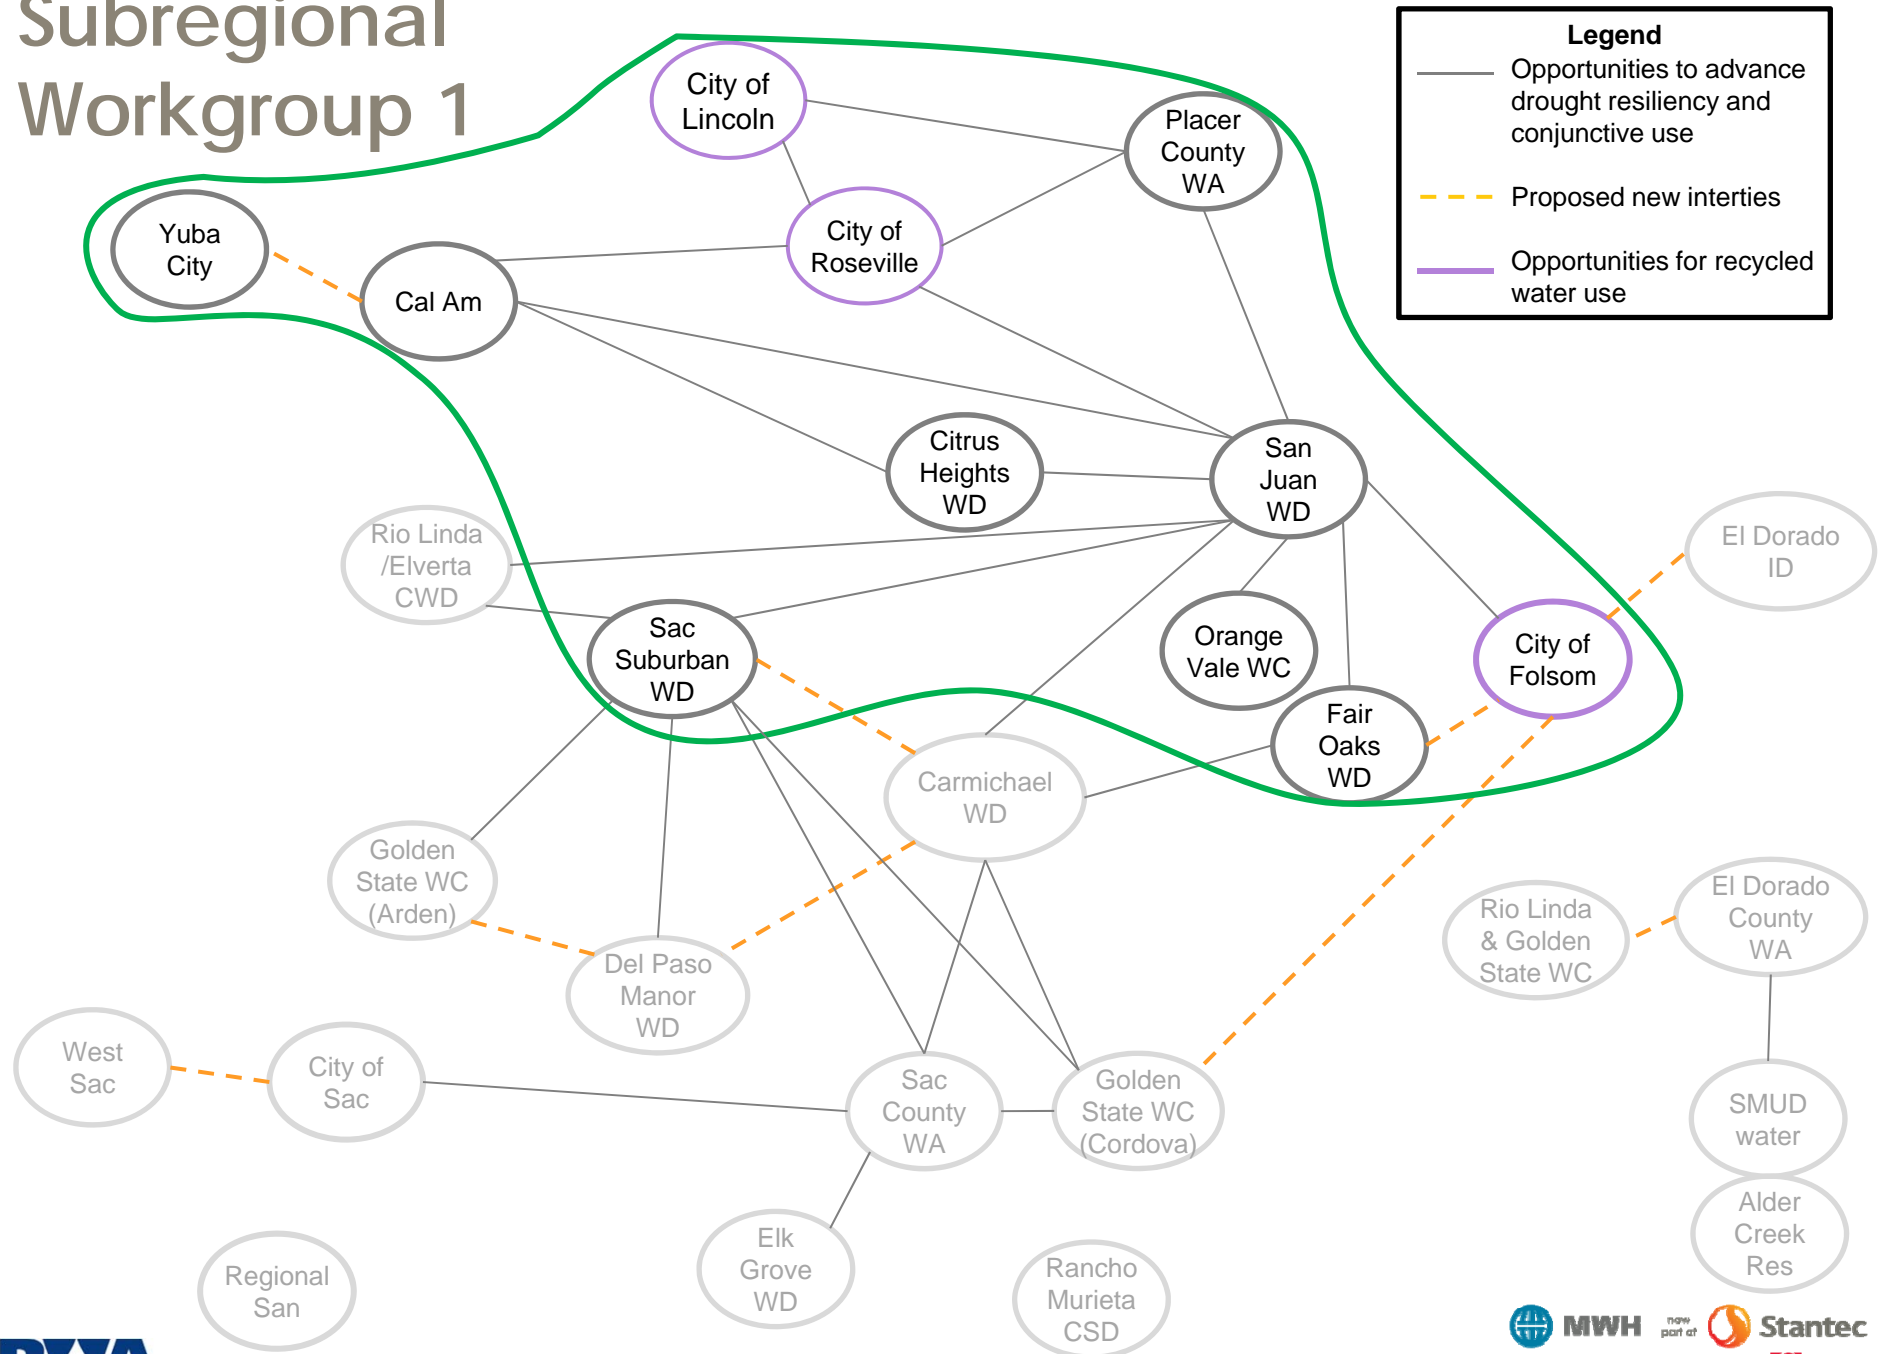 Subregional
Workgroup 1
Legend
Opportunities to advance
drought resiliency and
conjunctive use
Proposed new interties
Opportunities for recycled
water use
City of
Lincoln
Placer
County
WA
Yuba
City
City of
Roseville
Cal Am
Citrus
Heights
WD
San
Juan
WD
Rio Linda
/Elverta
CWD
El Dorado
ID
Sac
Suburban
WD
Orange
Vale WC
City of
Folsom
Fair
Oaks
WD
Carmichael
WD
Golden
State WC
(Arden)
Del Paso
Manor
WD
Rio Linda
& Golden
State WC
El Dorado
County
WA
West
Sac
City of
Sac
Sac
County
WA
Golden
State WC
(Cordova)
SMUD
water
Alder
Creek
Res
Regional
San
Elk
Grove
WD
Rancho
Murieta
CSD
MWH now part of Stantec